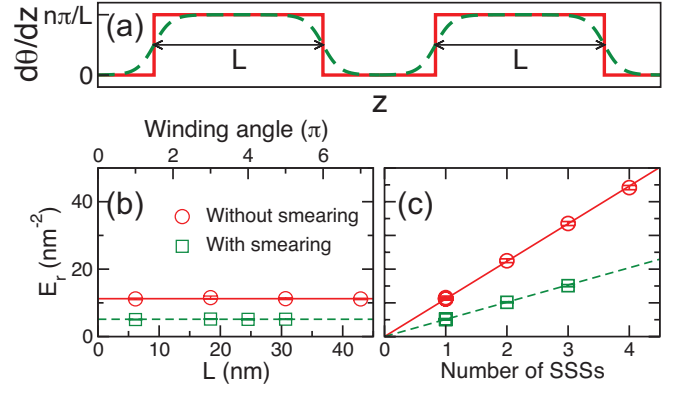 dθ/dz
nπ/L
0
(a)
L
L
z
Winding angle (π)
0
2
4
6
(b)
Without smearing
With smearing
(c)
E_r (nm⁻²)
40
20
0
0
10
20
30
40
L (nm)
0
1
2
3
4
Number of SSSs